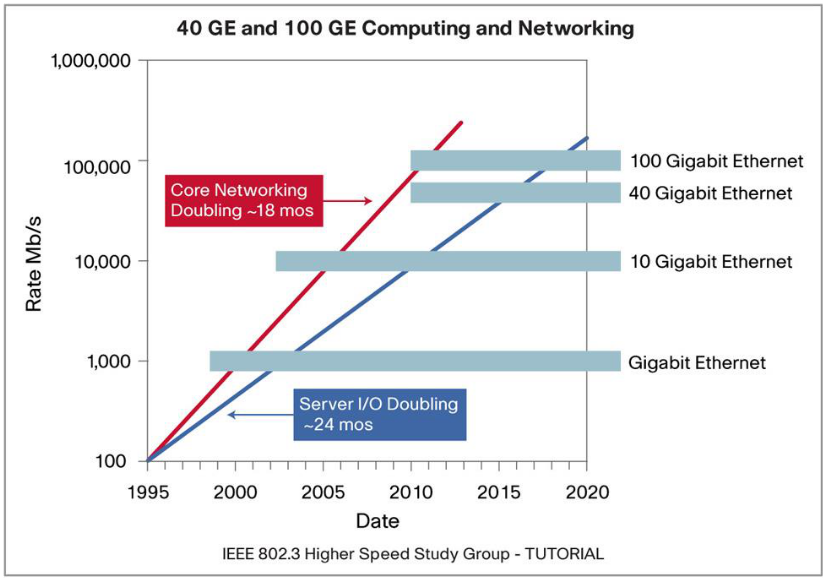 40 GE and 100 GE Computing and Networking
1,000,000
100,000
10,000
1,000
100
Rate Mb/s
Core Networking
Doubling ~18 mos
Server I/O Doubling
~24 mos
100 Gigabit Ethernet
40 Gigabit Ethernet
10 Gigabit Ethernet
Gigabit Ethernet
1995 2000 2005 2010 2015 2020
Date
IEEE 802.3 Higher Speed Study Group - TUTORIAL